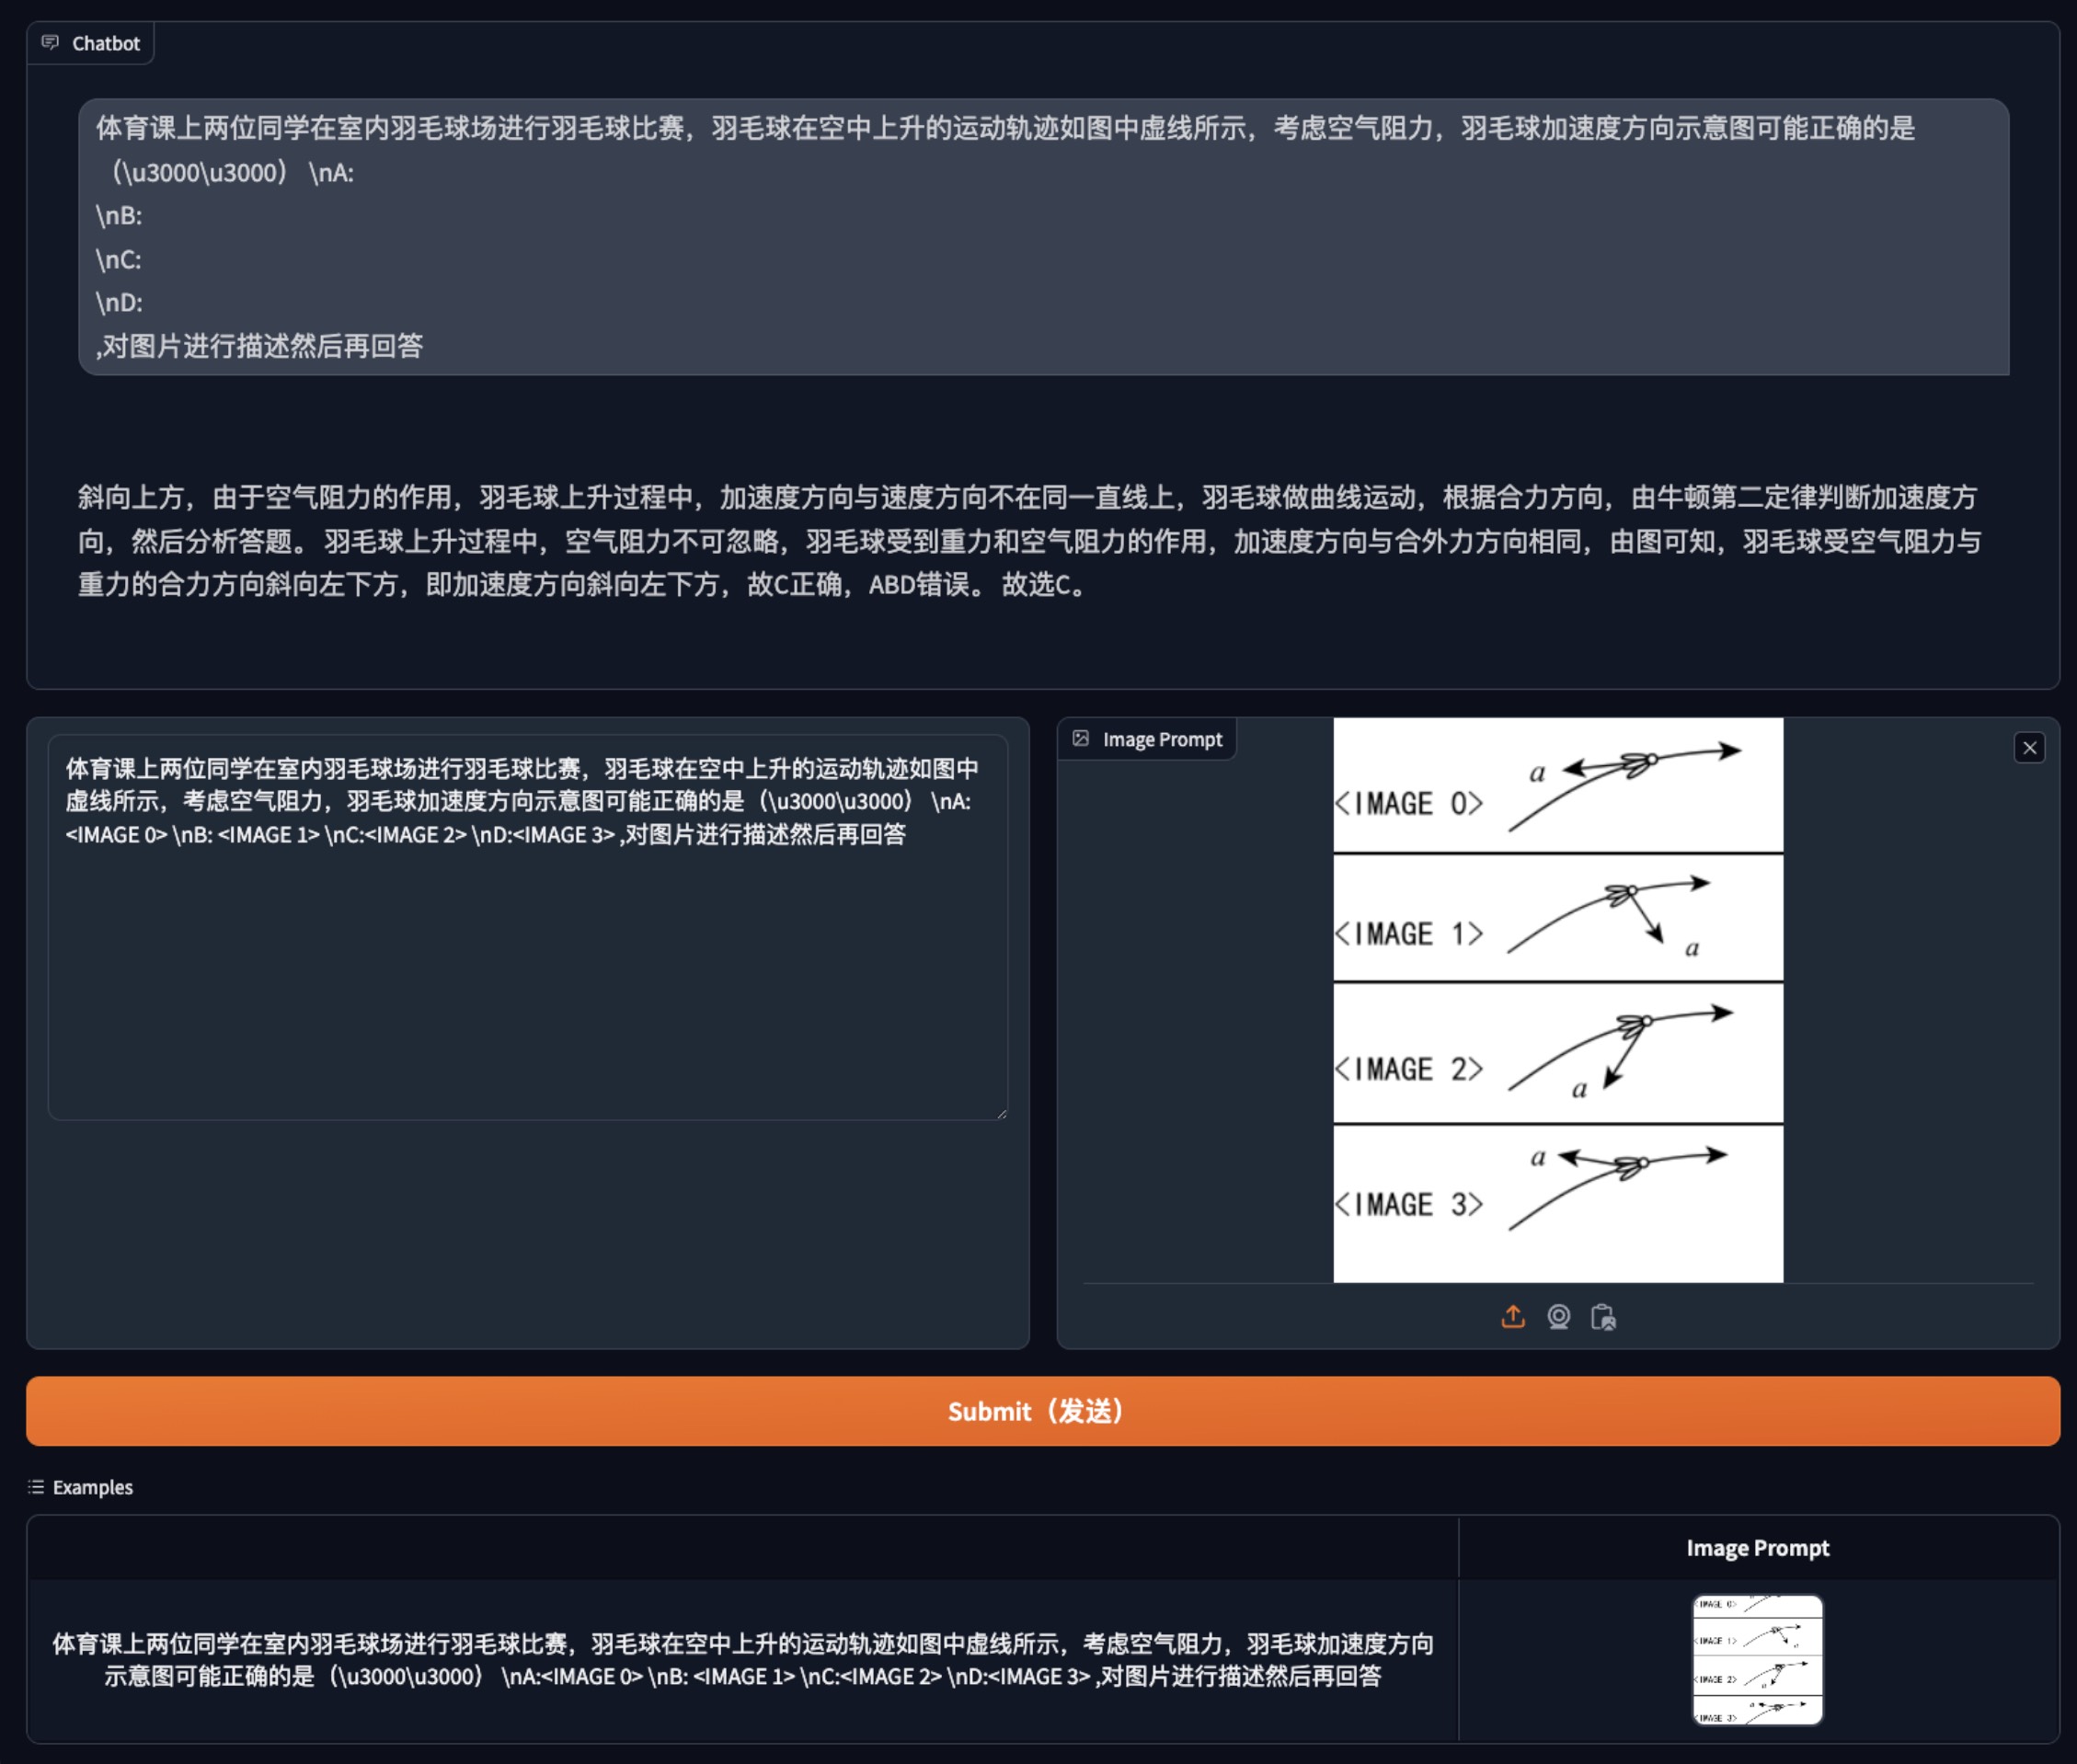 Chatbot
体育课上两位同学在室内羽毛球场进行羽毛球比赛，羽毛球在空中上升的运动轨迹如图中虚线所示，考虑空气阻力，羽毛球加速度方向示意图可能正确的是
（\u3000\u3000） \nA:
\nB:
\nC:
\nD:
,对图片进行描述然后再回答
斜向上方，由于空气阻力的作用，羽毛球上升过程中，加速度方向与速度方向不在同一直线上，羽毛球做曲线运动，根据合力方向，由牛顿第二定律判断加速度方
向，然后分析答题。 羽毛球上升过程中，空气阻力不可忽略，羽毛球受到重力和空气阻力的作用，加速度方向与合外力方向相同，由图可知，羽毛球受空气阻力与
重力的合力方向斜向左下方，即加速度方向斜向左下方，故C正确，ABD错误。 故选C。
体育课上两位同学在室内羽毛球场进行羽毛球比赛，羽毛球在空中上升的运动轨迹如图中
虚线所示，考虑空气阻力，羽毛球加速度方向示意图可能正确的是（\u3000\u3000） \nA:
<IMAGE 0> \nB: <IMAGE 1> \nC:<IMAGE 2> \nD:<IMAGE 3> ,对图片进行描述然后再回答
Image Prompt
a
<IMAGE 0>
<IMAGE 1>
a
<IMAGE 2>
a
a
<IMAGE 3>
Submit（发送）
Examples
Image Prompt
体育课上两位同学在室内羽毛球场进行羽毛球比赛，羽毛球在空中上升的运动轨迹如图中虚线所示，考虑空气阻力，羽毛球加速度方向
示意图可能正确的是（\u3000\u3000） \nA:<IMAGE 0> \nB: <IMAGE 1> \nC:<IMAGE 2> \nD:<IMAGE 3> ,对图片进行描述然后再回答
<IMAGE 0>
<IMAGE 1>
a
<IMAGE 2>
a
a
<IMAGE 3>